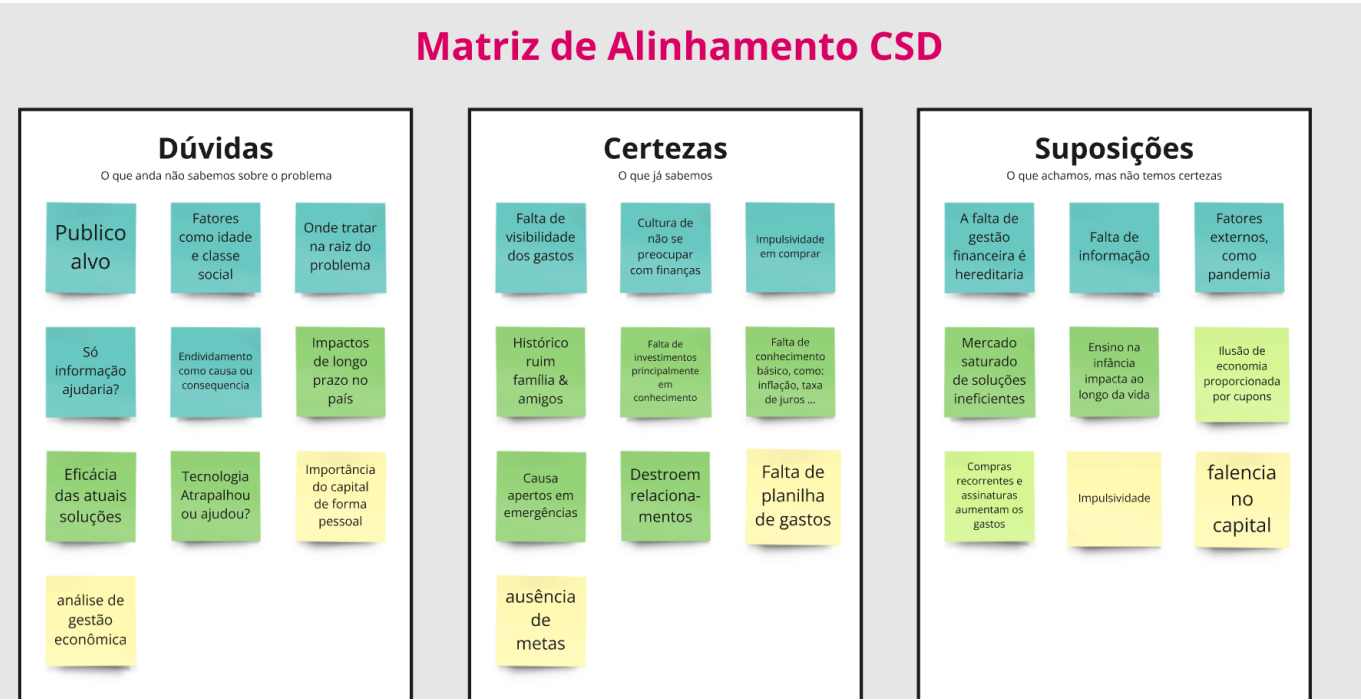 Matriz de Alinhamento CSD
Dúvidas
O que anda não sabemos sobre o problema
Publico
alvo
Fatores
como idade
e classe
social
Onde tratar
na raiz do
problema
Só
informação
ajudaria?
Endividamento
como causa ou
consequencia
Impactos
de longo
prazo no
país
Eficácia
das atuais
soluções
Tecnologia
Atrapalhou
ou ajudou?
Importância
do capital
de forma
pessoal
análise de
gestão
econômica
Certezas
O que já sabemos
Falta de
visibilidade
dos gastos
Cultura de
não se
preocupar
com finanças
Impulsividade
em comprar
Histórico
ruim
família &
amigos
Falta de
investimentos
principalmente
em
conhecimento
Falta de
conhecimento
básico, como:
inflação, taxa
de juros ...
Causa
apertos em
emergências
Destroem
relaciona-
mentos
Falta de
planilha
de gastos
ausência
de
metas
Suposições
O que achamos, mas não temos certezas
A falta de
gestão
financeira é
hereditaria
Falta de
informação
Fatores
externos,
como
pandemia
Mercado
saturado
de soluções
ineficientes
Ensino na
infância
impacta ao
longo da vida
Ilusão de
economia
proporcionada
por cupons
Compras
recorrentes e
assinaturas
aumentam os
gastos
Impulsividade
falencia
no
capital